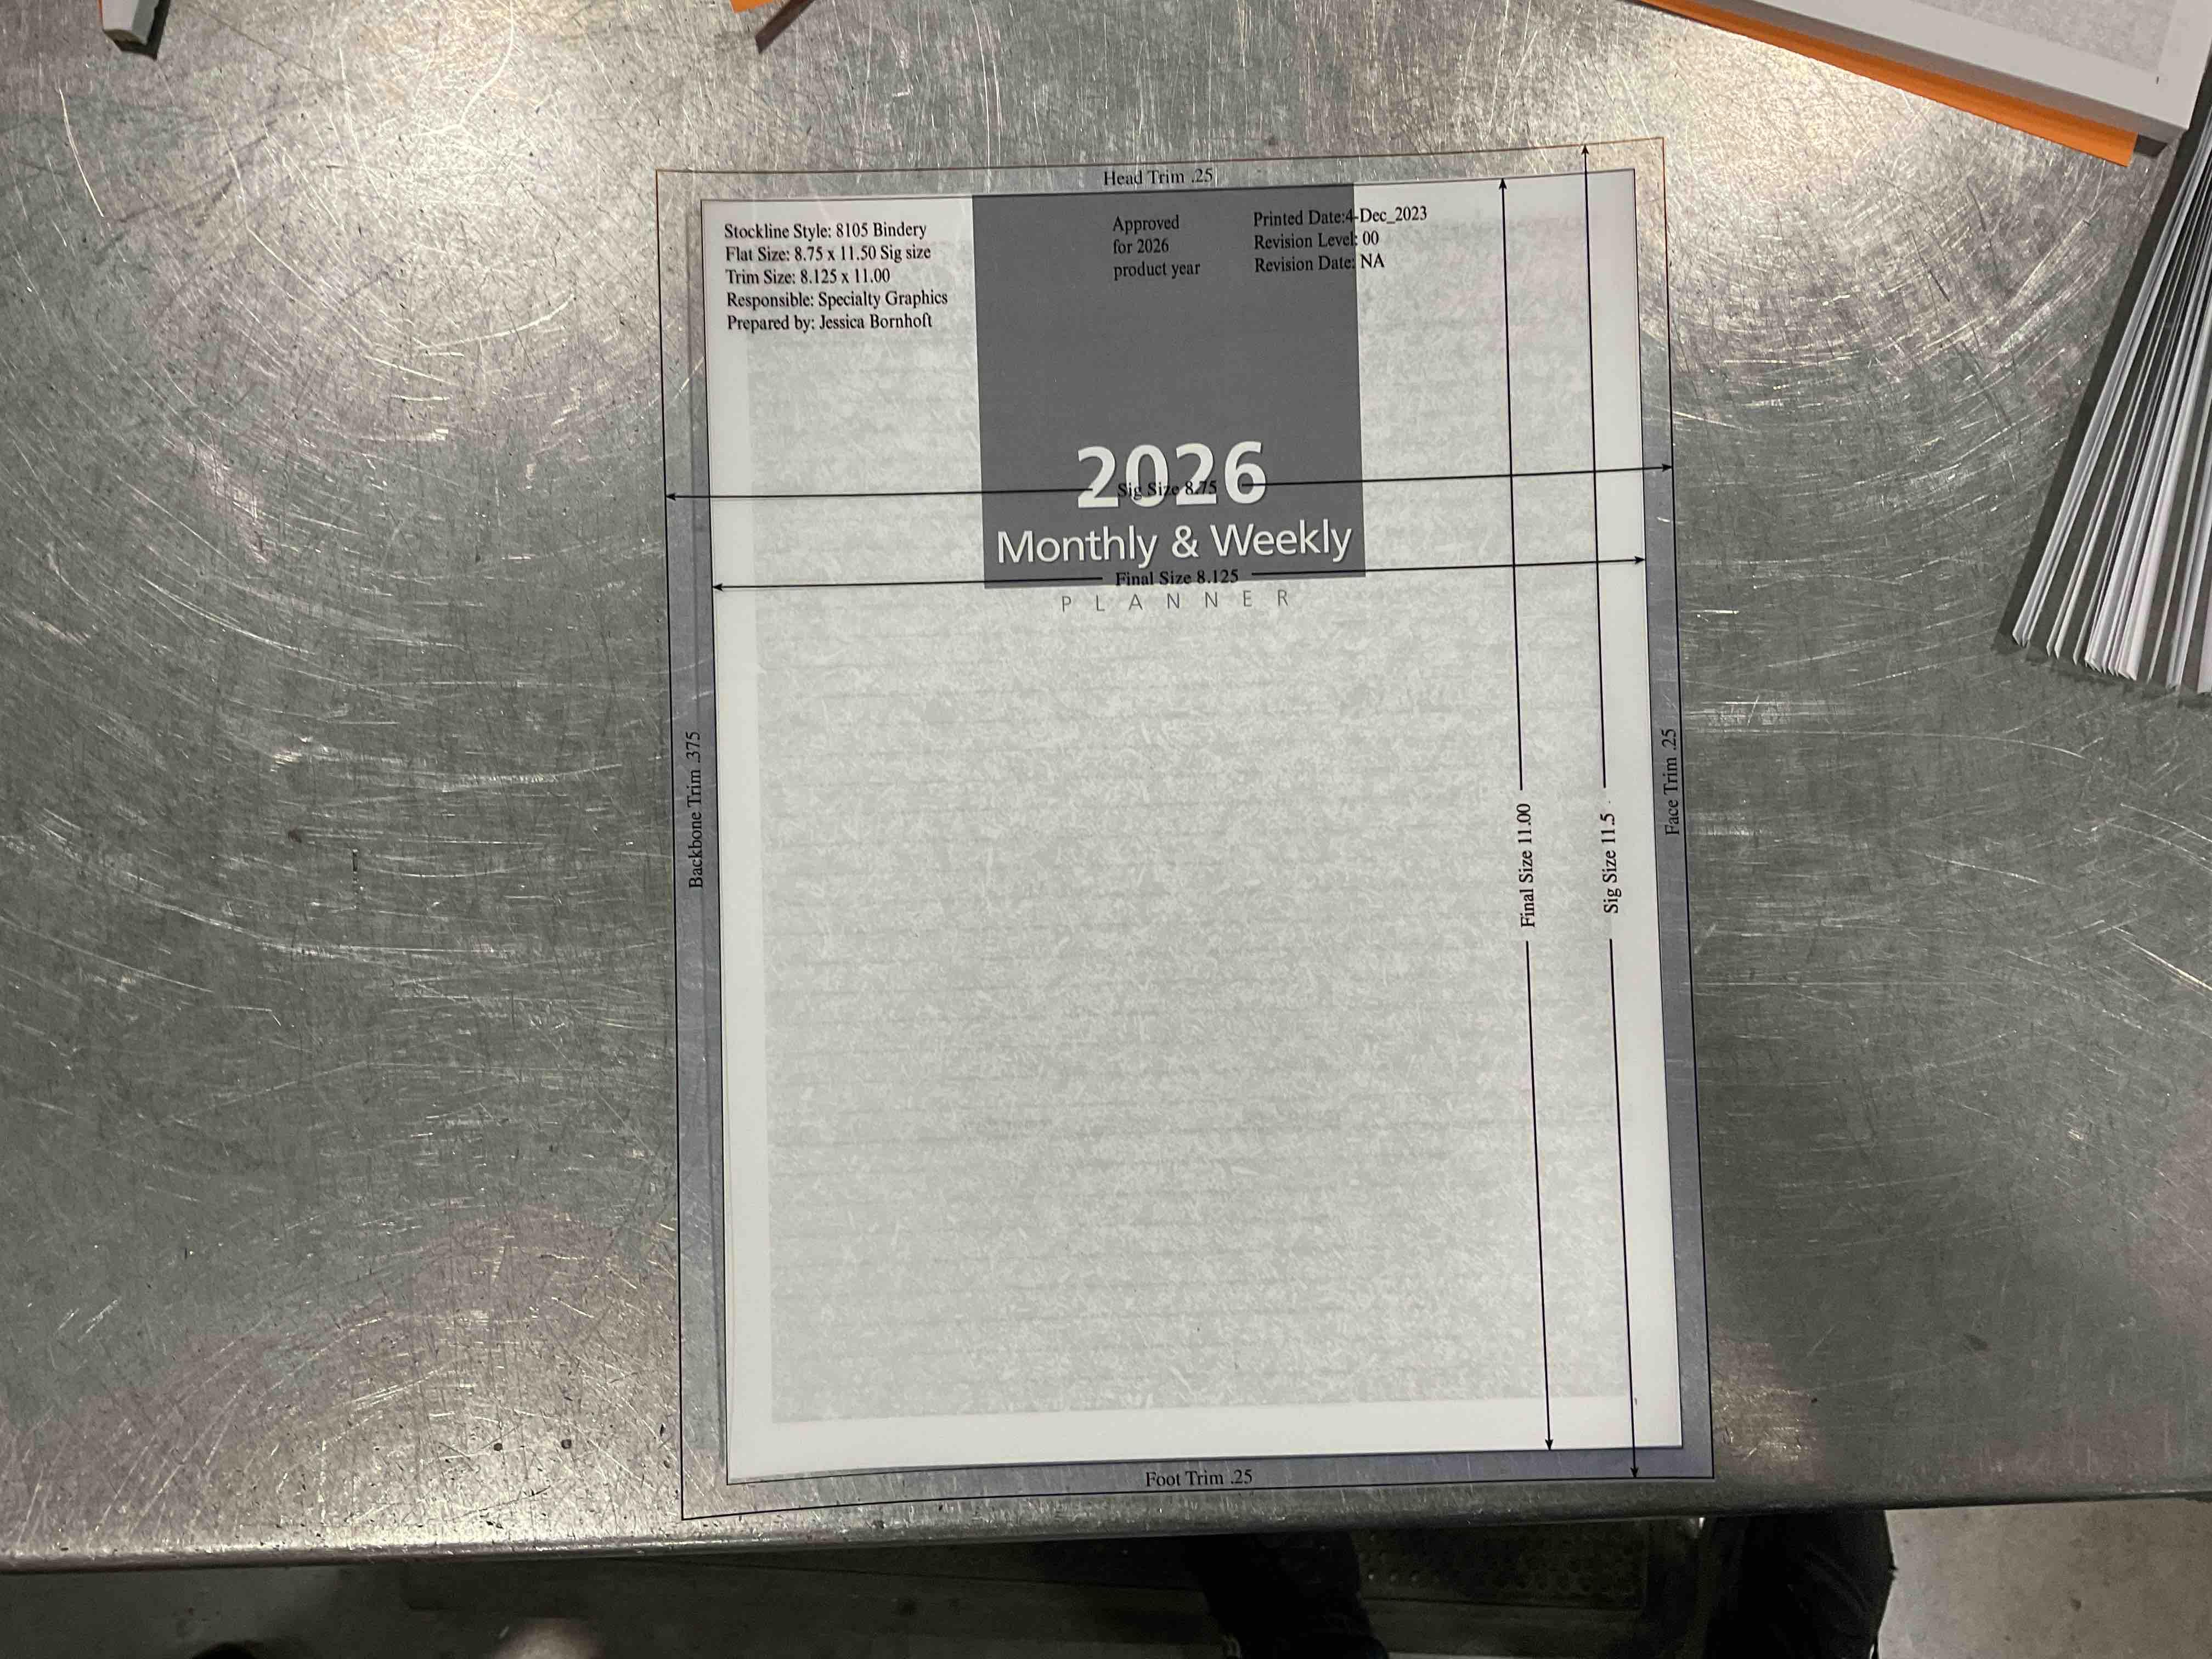 Head Trim .25
Stockline Style: 8105 Bindery
Flat Size: 8.75 x 11.50 Sig size
Trim Size: 8.125 x 11.00
Responsible: Specialty Graphics
Prepared by: Jessica Bornhoft
Approved
for 2026
product year
Printed Date:4-Dec_2023
Revision Level: 00
Revision Date: NA
2026
Sig Size 8.75
Monthly & Weekly
Final Size 8.125
PLANNER
Backbone Trim .375
Final Size 11.00
Sig Size 11.5
Face Trim .25
Foot Trim .25